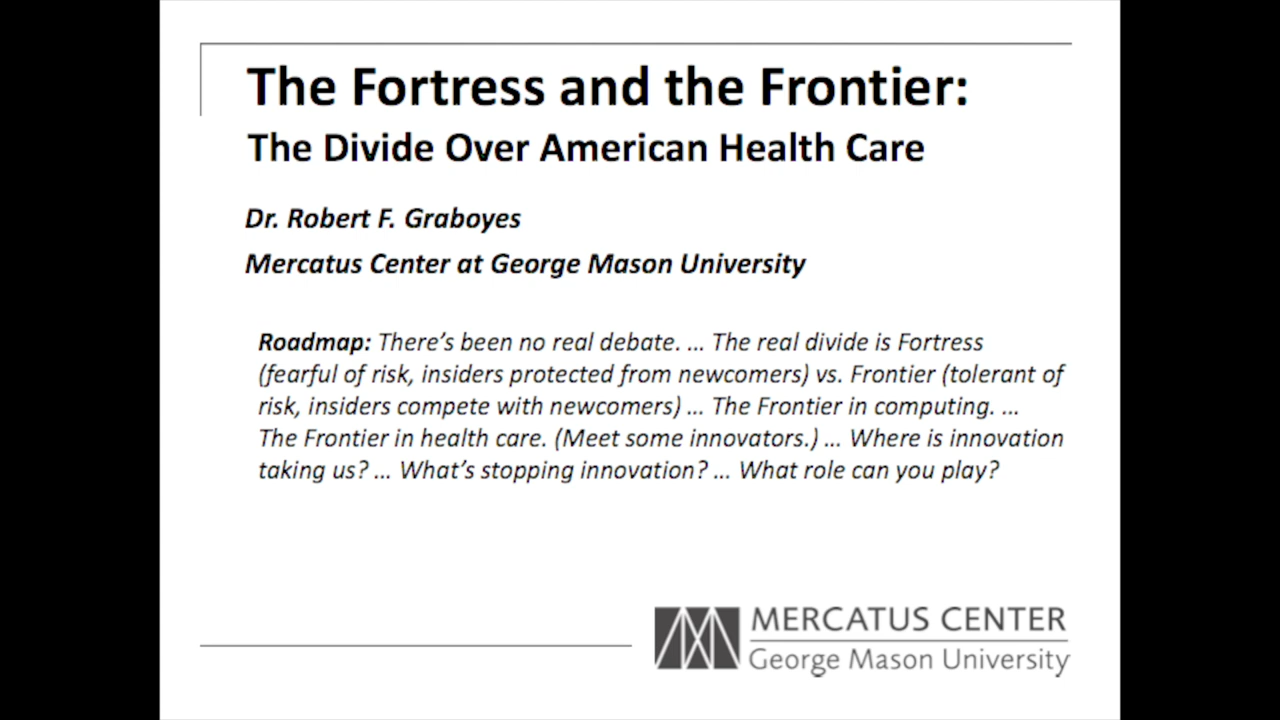 The Fortress and the Frontier:
The Divide Over American Health Care
Dr. Robert F. Graboyes
Mercatus Center at George Mason University
Roadmap: There’s been no real debate. … The real divide is Fortress
(fearful of risk, insiders protected from newcomers) vs. Frontier (tolerant of
risk, insiders compete with newcomers) … The Frontier in computing. …
The Frontier in health care. (Meet some innovators.) … Where is innovation
taking us? … What’s stopping innovation? … What role can you play?
MERCATUS CENTER
George Mason University